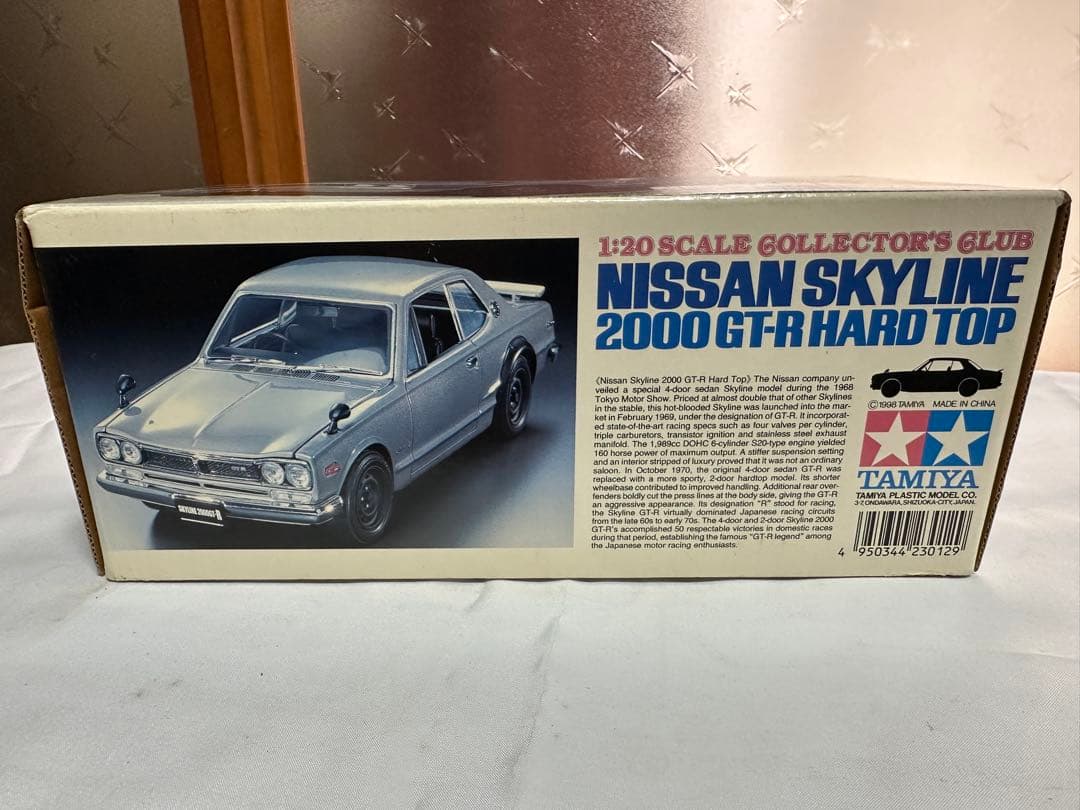 1:20 SCALE COLLECTOR'S CLUB
NISSAN SKYLINE
2000 GT-R HARD TOP
《Nissan Skyline 2000 GT-R Hard Top》 The Nissan company un-
veiled a special 4-door sedan Skyline model during the 1968
Tokyo Motor Show. Priced at almost double that of other Skylines
in the stable, this hot-blooded Skyline was launched into the mar-
ket in February 1969, under the designation of GT-R. It incorporat-
ed state-of-the-art racing specs such as four valves per cylinder,
triple carburetors, transistor ignition and stainless steel exhaust
manifold. The 1,989cc DOHC 6-cylinder S20-type engine yielded
160 horse power of maximum output. A stiffer suspension setting
and an interior stripped of luxury proved that it was not an ordinary
saloon. In October 1970, the original 4-door sedan GT-R was
replaced with a more sporty, 2-door hardtop model. Its shorter
wheelbase contributed to improved handling. Additional rear over-
fenders boldly cut the press lines at the body side, giving the GT-R
an aggressive appearance. Its designation "R" stood for racing,
the Skyline GT-R virtually dominated Japanese racing circuits
from the late 60s to early 70s. The 4-door and 2-door Skyline 2000
GT-R's accomplished 50 respectable victories in domestic races
during that period, establishing the famous "GT-R legend" among
the Japanese motor racing enthusiasts.
©1998 TAMIYA MADE IN CHINA
TAMIYA
TAMIYA PLASTIC MODEL CO.
3-7, ONDAWARA, SHIZUOKA-CITY, JAPAN.
4 950344 230129
GT-R
SKYLINE 2000GT-R